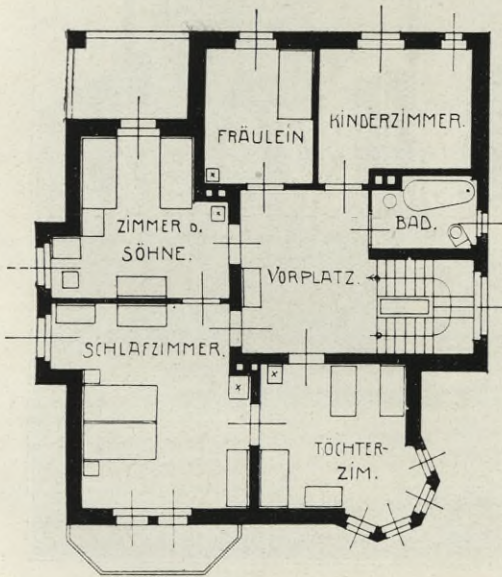 FRÄULEIN
KINDERZIMMER.
ZIMMER D.
SÖHNE.
BAD.
VORPLATZ.
SCHLAFZIMMER.
TÖCHTER-
ZIM.